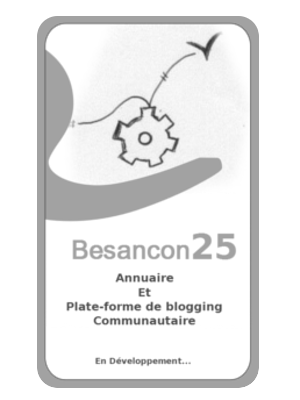 Besancon25
Annuaire
Et
Plate-forme de blogging
Communautaire
En Développement...